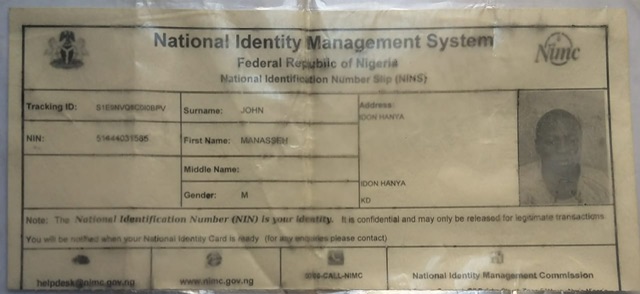 National Identity Management System
Federal Republic of Nigeria
National Identification Number Slip (NINS)
nimc
Tracking ID:
Surname: JOHN
Address:
IDON HANYA
NIN:
First Name: MANASSEH
Middle Name:
IDON HANYA
Gender: M
KD
Note: The National Identification Number (NIN) is your identity. It is confidential and may only be released for legitimate transactions.
You will be notified when your National Identity Card is ready (for any enquiries please contact)
helpdesk@nimc.gov.ng www.nimc.gov.ng CALL-NIMC National Identity Management Commission